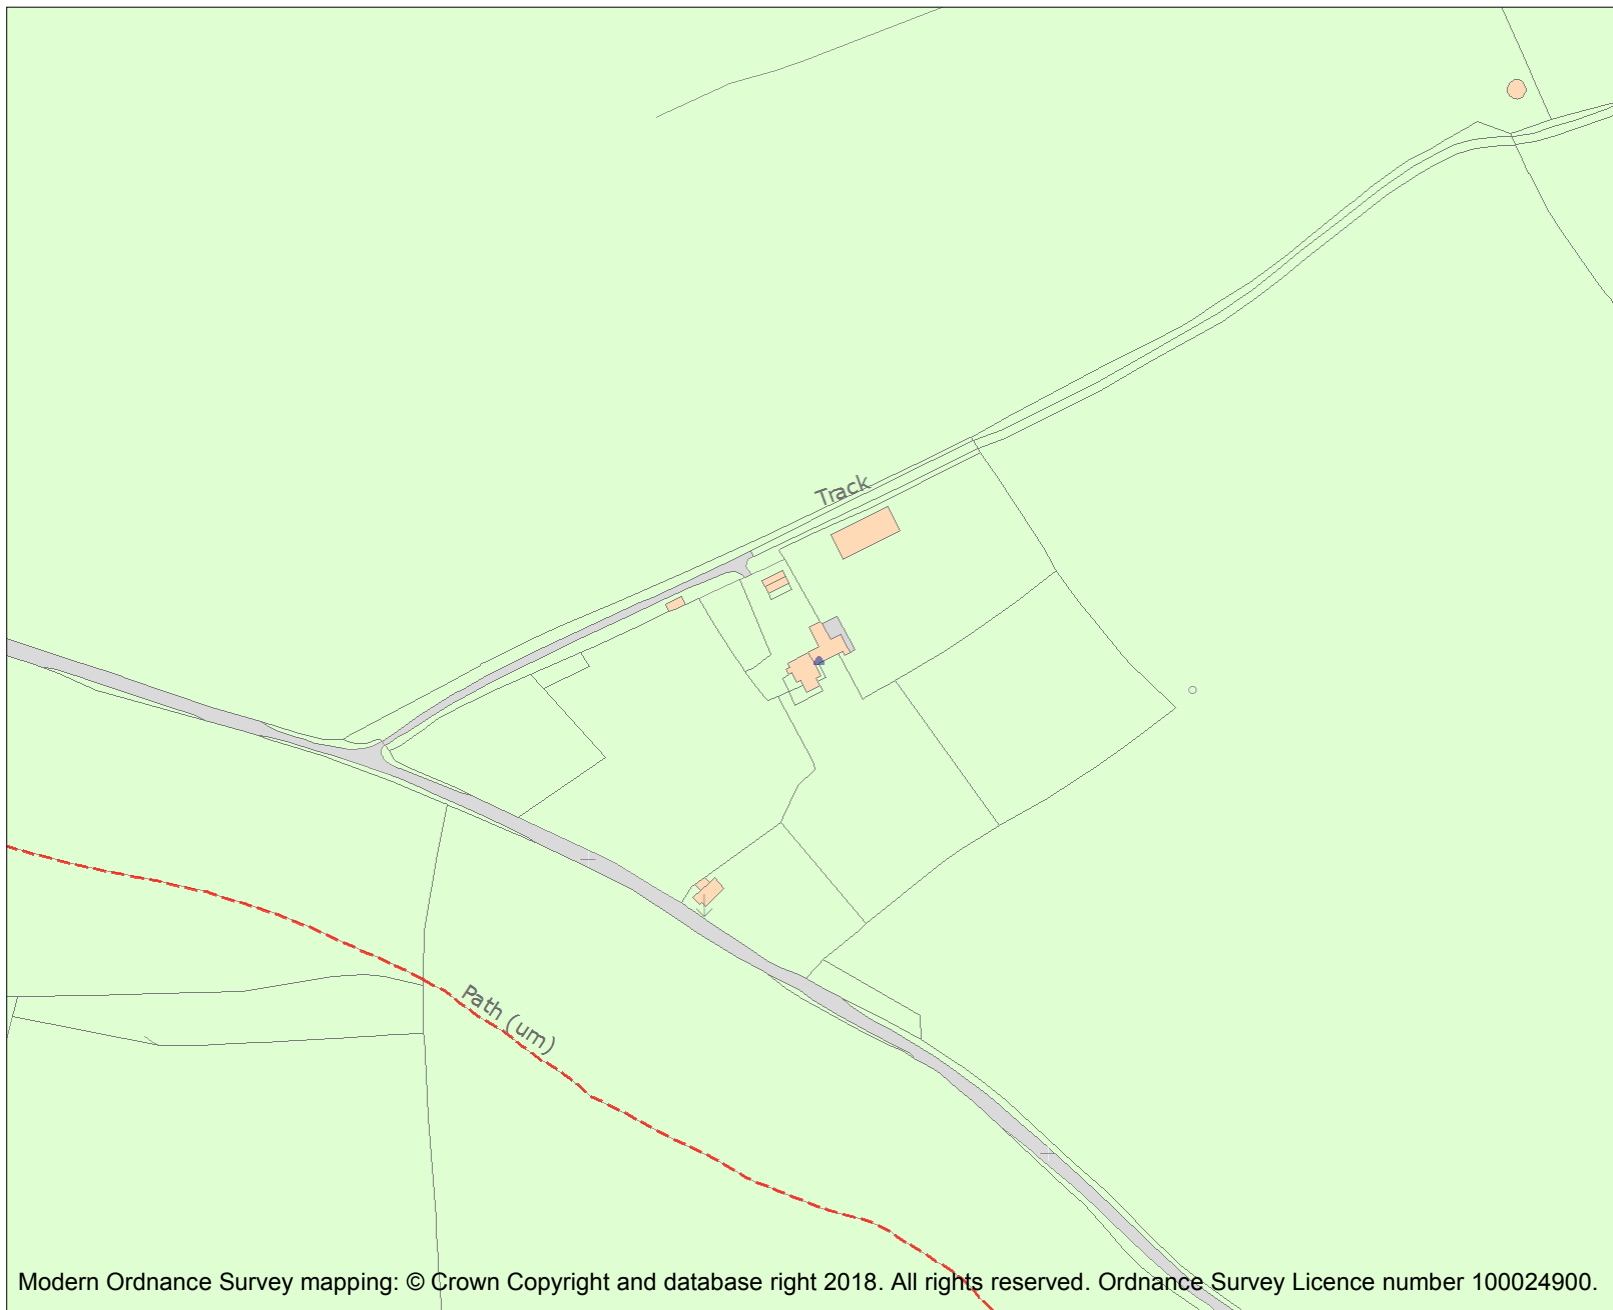 Track
Path (um)
Modern Ordnance Survey mapping: © Crown Copyright and database right 2018. All rights reserved. Ordnance Survey Licence number 100024900.